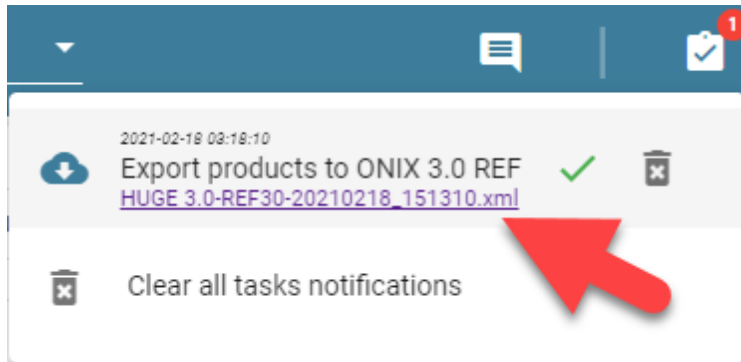 1
2021-02-18 03:18:10
Export products to ONIX 3.0 REF
HUGE 3.0-REF30-20210218_151310.xml
Clear all tasks notifications